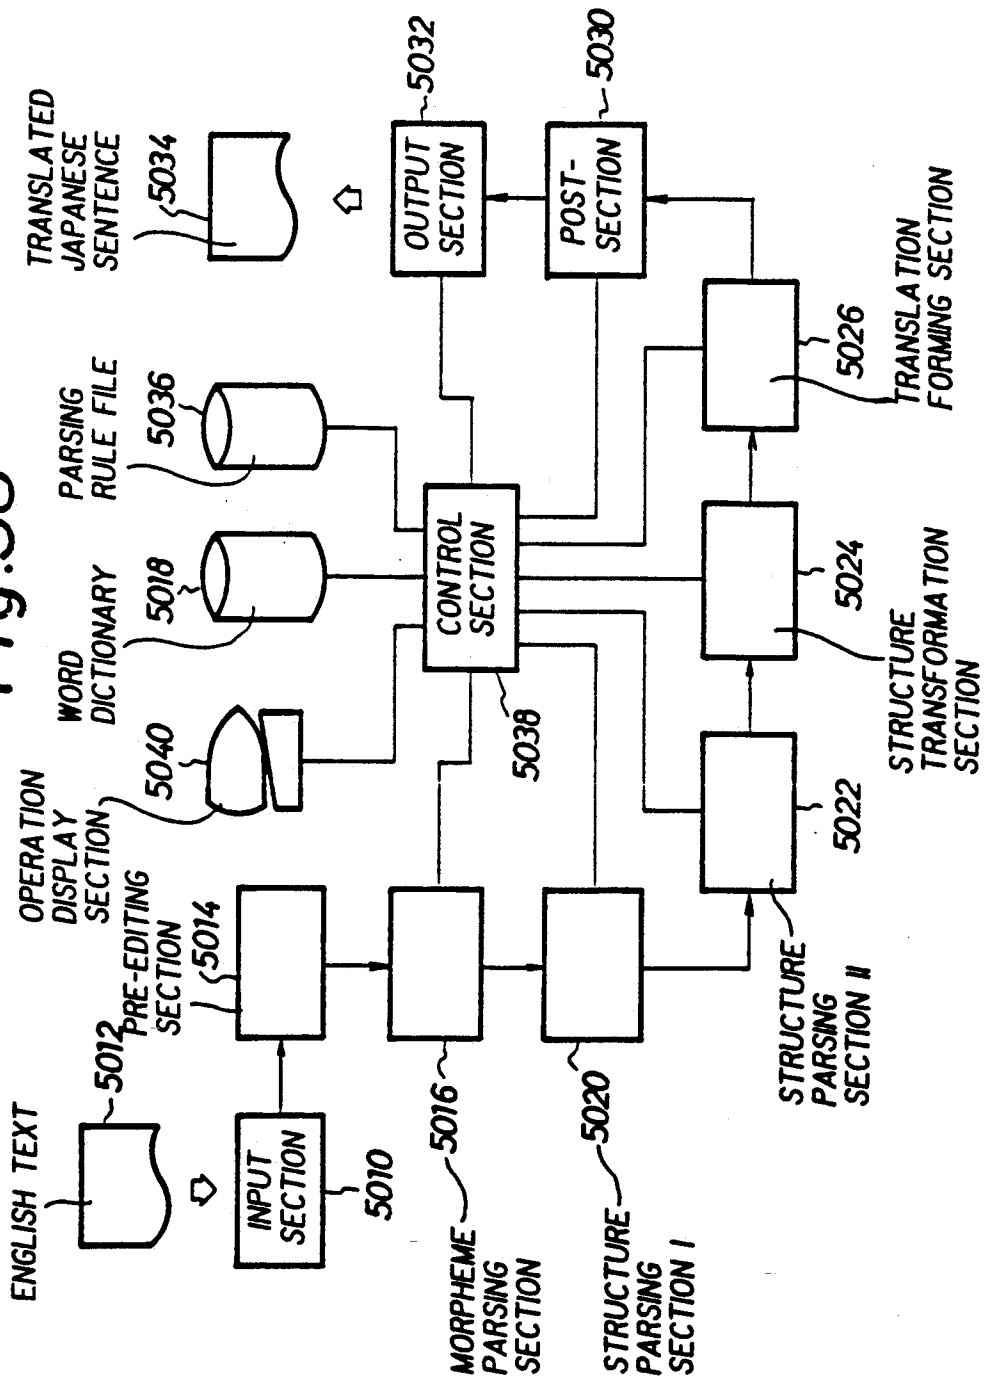 ENGLISH TEXT
5012
INPUT
SECTION
5010
PRE-EDITING
SECTION
5014
OPERATION
DISPLAY
SECTION
5040
WORD
DICTIONARY
5018
PARSING
RULE FILE
5036
TRANSLATED
JAPANESE
SENTENCE
5034
OUTPUT
SECTION
5032
POST-
SECTION
5030
CONTROL
SECTION
5038
5016
MORPHEME
PARSING
SECTION
5020
STRUCTURE
PARSING
SECTION I
5022
STRUCTURE
PARSING
SECTION II
5024
STRUCTURE
TRANSFORMATION
SECTION
5026
TRANSLATION
FORMING SECTION